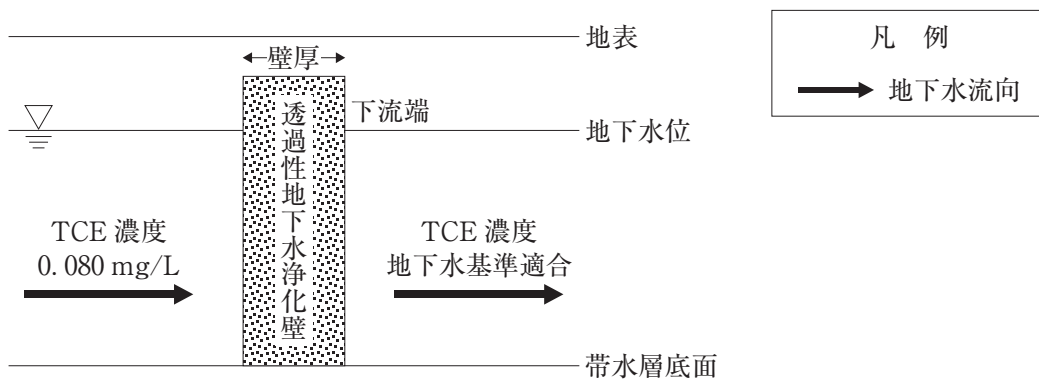 地表
凡 例
壁厚
地下水流向
下流端
地下水位
透過性地下水浄化壁
TCE 濃度
0.080 mg/L
TCE 濃度
地下水基準適合
帯水層底面